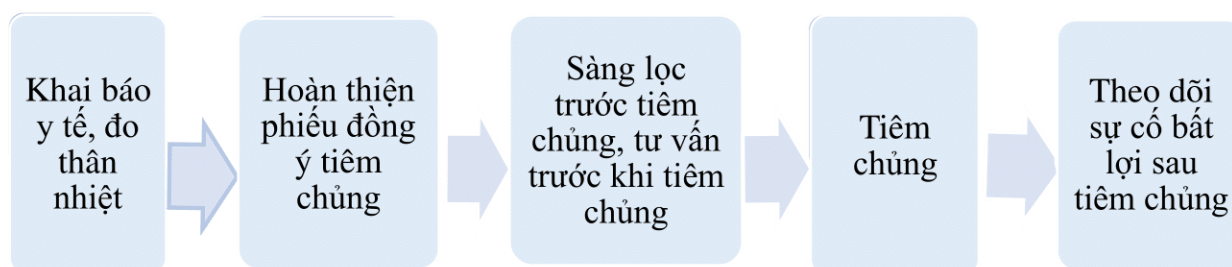 Khai báo
y tế, đo
thân
nhiệt
Hoàn thiện
phiếu đồng
ý tiêm
chủng
Sàng lọc
trước tiêm
chủng, tư vấn
trước khi tiêm
chủng
Tiêm
chủng
Theo dõi
sự cố bất
lợi sau
tiêm chủng